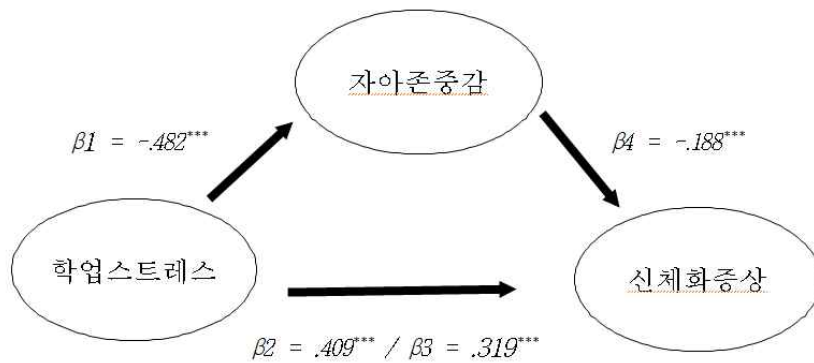 자아존중감
β1 = -.482***
β4 = -.188***
학업스트레스
신체화증상
β2 = .409*** / β3 = .319***